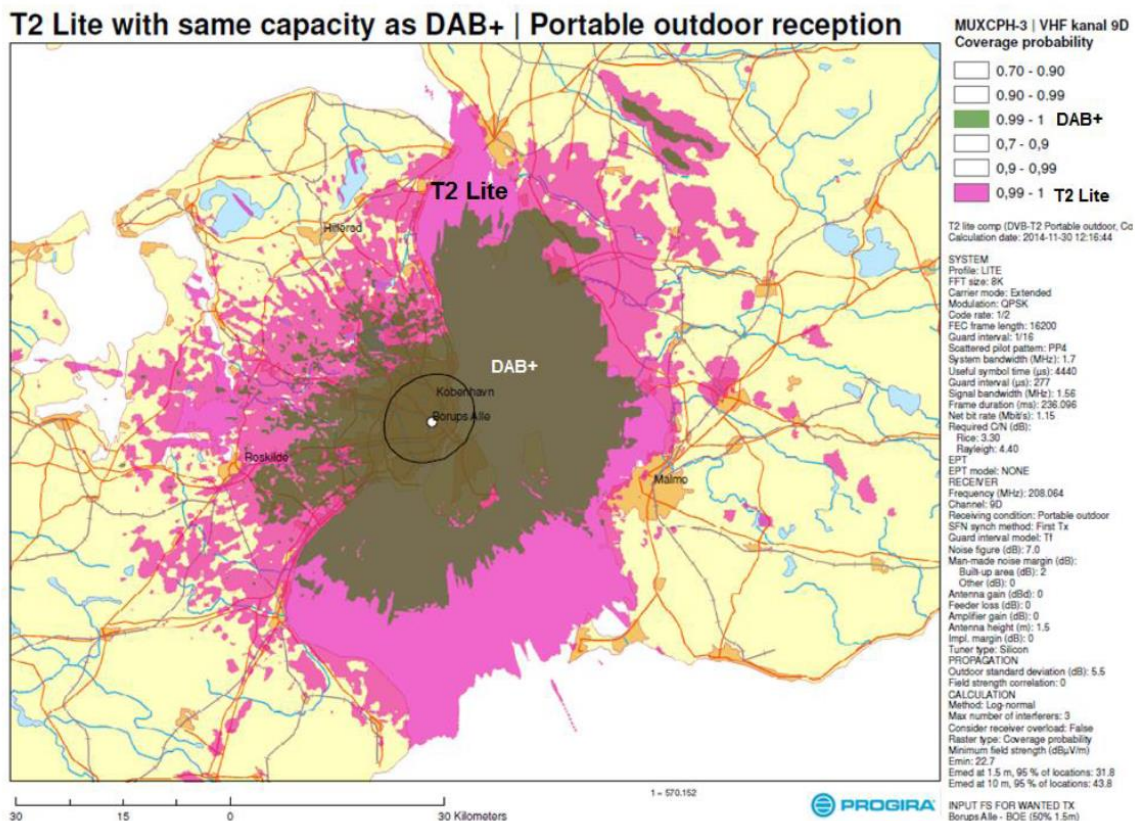 T2 Lite with same capacity as DAB+ | Portable outdoor reception
MUXCPH-3 | VHF kanal 9D
Coverage probability
0.70 - 0.90
0.90 - 0.99
0.99 - 1 DAB+
0,7 - 0,9
0,9 - 0,99
0,99 - 1 T2 Lite
T2 lite comp (DVB-T2 Portable outdoor, Co
Calculation date: 2014-11-30 12:16:44
SYSTEM
Profile: LITE
FFT size: 8K
Carrier mode: Extended
Modulation: QPSK
Code rate: 1/2
FEC frame length: 16200
Guard interval: 1/16
Scattered pilot pattern: PP4
System bandwidth (MHz): 1.7
Useful symbol time (µs): 4440
Guard interval (µs): 277
Signal bandwidth (MHz): 1.56
Frame duration (ms): 236.096
Net bit rate (Mbit/s): 1.15
Required C/N (dB):
Rice: 3.30
Rayleigh: 4.40
EPT
EPT model: NONE
RECEIVER
Frequency (MHz): 208.064
Channel: 9D
Receiving condition: Portable outdoor
SFN synch method: First Tx
Guard interval model: Tf
Noise figure (dB): 7.0
Man-made noise margin (dB):
Built-up area (dB): 2
Other (dB): 0
Antenna gain (dBd): 0
Feeder loss (dB): 0
Amplifier gain (dB): 0
Antenna height (m): 1.5
Impl. margin (dB): 0
Tuner type: Silicon
PROPAGATION
Outdoor standard deviation (dB): 5.5
Field strength correlation: 0
CALCULATION
Method: Log-normal
Max number of interferers: 3
Consider receiver overload: False
Raster type: Coverage probability
Minimum field strength (dBµV/m)
Emin: 22.7
Emed at 1.5 m, 95 % of locations: 31.8
Emed at 10 m, 95 % of locations: 43.8
INPUT FS FOR WANTED TX
Borups Alle - BOE (50% 1.5m)
T2 Lite
Hillerød
DAB+
København
Borups Alle
Roskilde
Malmö
1 = 570.152
30 15 0 30 Kilometers
PROGIRA